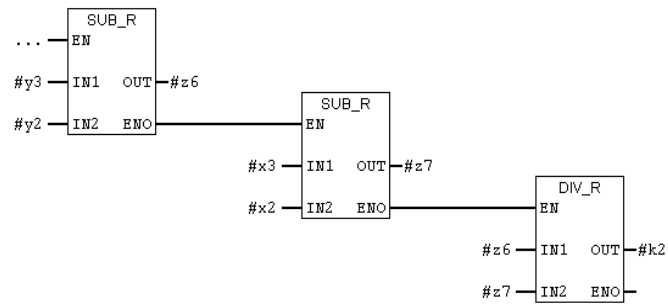 SUB_R
... EN
#y3 IN1 OUT #z6
#y2 IN2 ENO
SUB_R
EN
#x3 IN1 OUT #z7
#x2 IN2 ENO
DIV_R
EN
#z6 IN1 OUT #k2
#z7 IN2 ENO